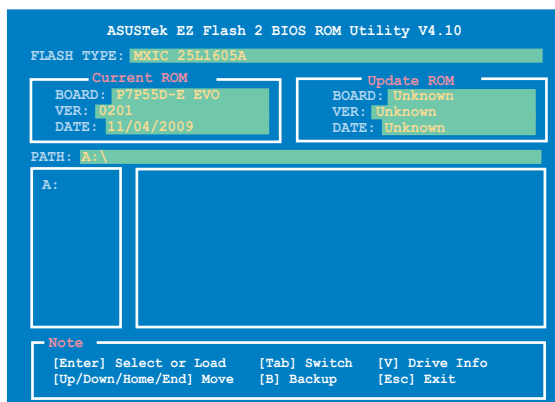 ASUSTek EZ Flash 2 BIOS ROM Utility V4.10
FLASH TYPE: MXIC 25L1605A
Current ROM
BOARD: P7P55D-E EVO
VER: 0201
DATE: 11/04/2009
Update ROM
BOARD: Unknown
VER: Unknown
DATE: Unknown
PATH: A:\
A:
Note
[Enter] Select or Load [Tab] Switch [V] Drive Info
[Up/Down/Home/End] Move [B] Backup [Esc] Exit